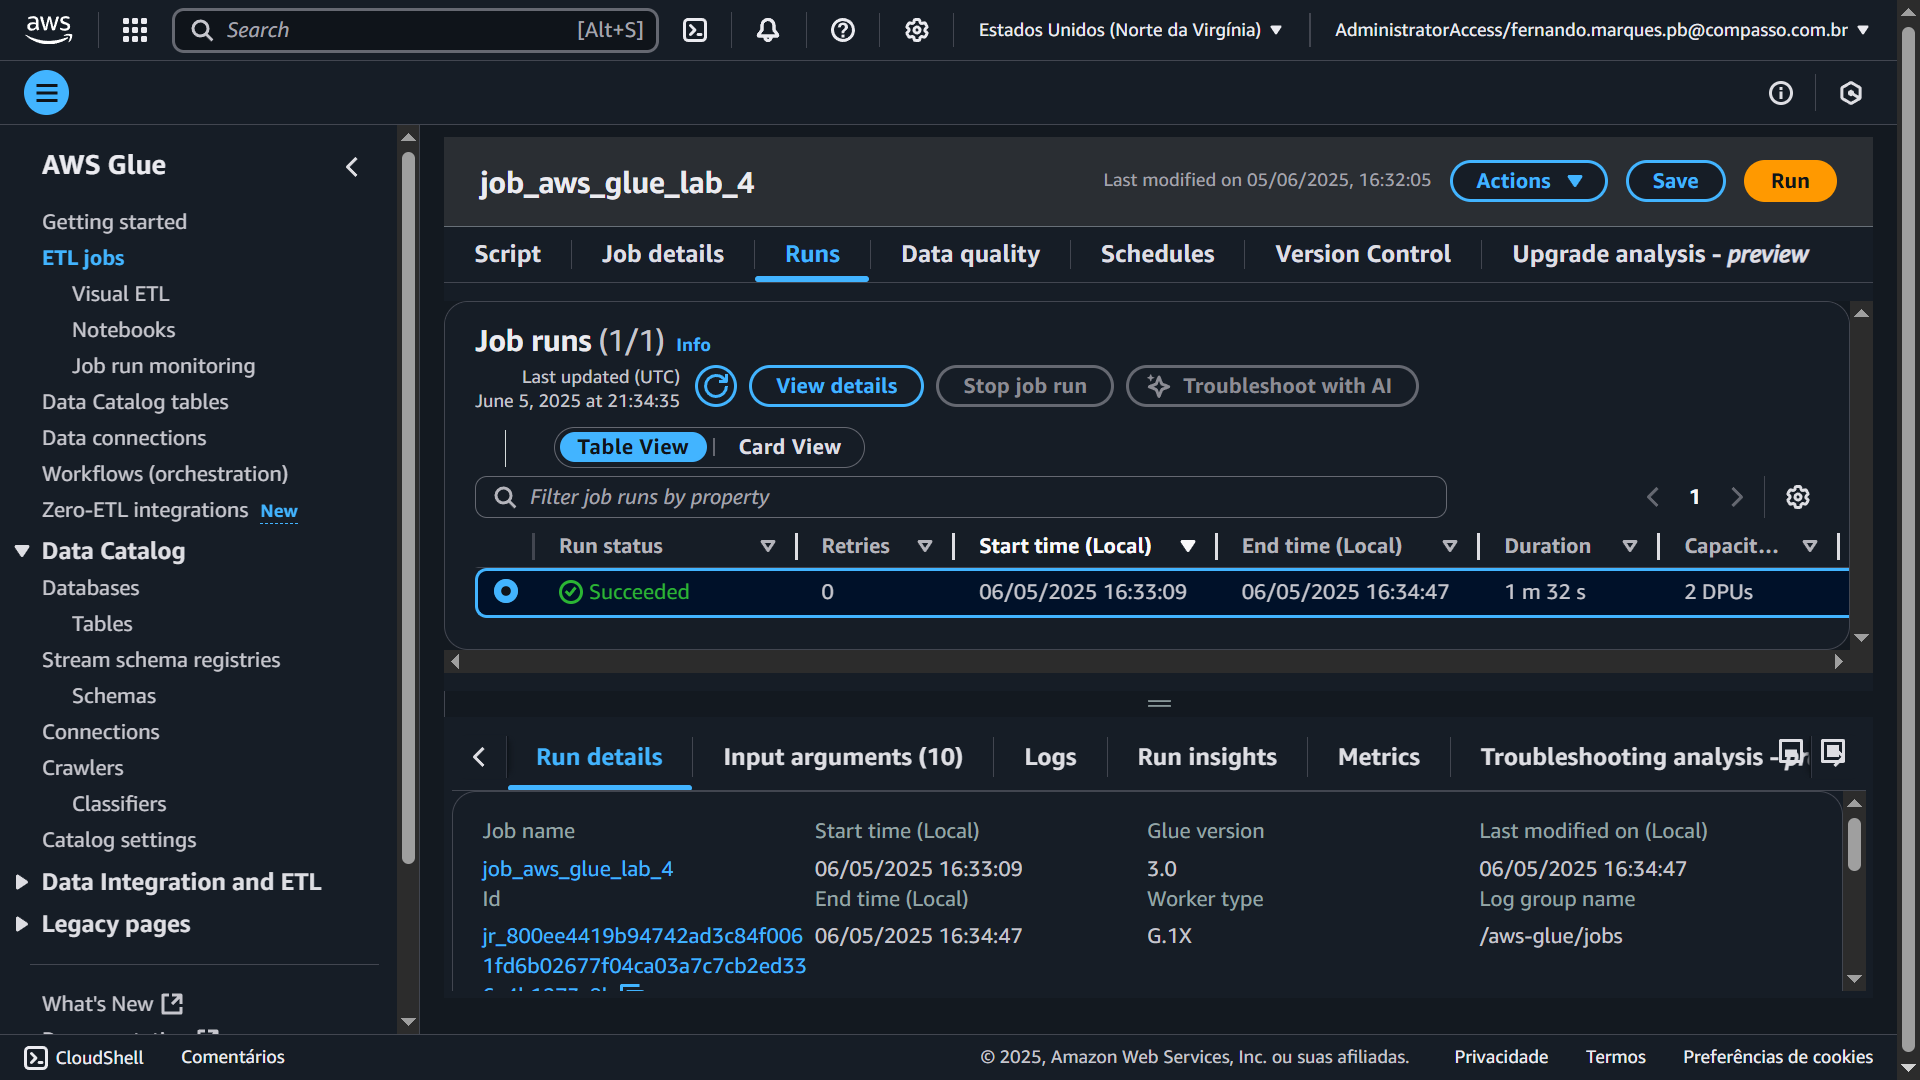 aws
Search [Alt+S]
Estados Unidos (Norte da Virgínia)
AdministratorAccess/fernando.marques.pb@compasso.com.br
AWS Glue
Getting started
ETL jobs
Visual ETL
Notebooks
Job run monitoring
Data Catalog tables
Data connections
Workflows (orchestration)
Zero-ETL integrations New
Data Catalog
Databases
Tables
Stream schema registries
Schemas
Connections
Crawlers
Classifiers
Catalog settings
Data Integration and ETL
Legacy pages
What's New
job_aws_glue_lab_4
Last modified on 05/06/2025, 16:32:05
Actions
Save
Run
Script
Job details
Runs
Data quality
Schedules
Version Control
Upgrade analysis - preview
Job runs (1/1) Info
Last updated (UTC)
June 5, 2025 at 21:34:35
View details
Stop job run
Troubleshoot with AI
Table View
Card View
Filter job runs by property
1
Run status Retries Start time (Local) End time (Local) Duration Capacit...
Succeeded 0 06/05/2025 16:33:09 06/05/2025 16:34:47 1 m 32 s 2 DPUs
Run details
Input arguments (10)
Logs
Run insights
Metrics
Troubleshooting analysis -
Job name
job_aws_glue_lab_4
Id
jr_800ee4419b94742ad3c84f006
1fd6b02677f04ca03a7c7cb2ed33
Start time (Local)
06/05/2025 16:33:09
End time (Local)
06/05/2025 16:34:47
Glue version
3.0
Worker type
G.1X
Last modified on (Local)
06/05/2025 16:34:47
Log group name
/aws-glue/jobs
CloudShell
Comentários
© 2025, Amazon Web Services, Inc. ou suas afiliadas.
Privacidade
Termos
Preferências de cookies